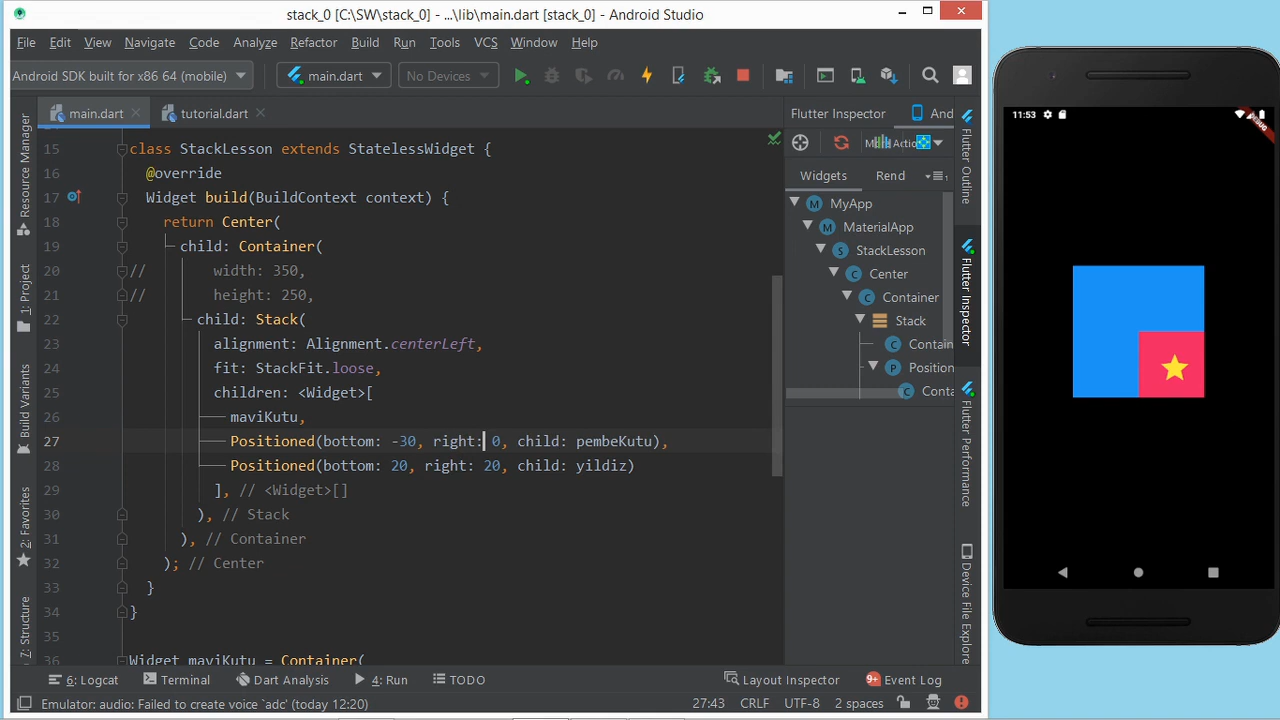 stack_0 [C:\SW\stack_0] - ...\lib\main.dart [stack_0] - Android Studio
File Edit View Navigate Code Analyze Refactor Build Run Tools VCS Window Help
Android SDK built for x86 64 (mobile) main.dart No Devices
main.dart tutorial.dart Flutter Inspector And
Widgets Rend
15 class StackLesson extends StatelessWidget {
16 @override
17 Widget build(BuildContext context) {
18 return Center(
19 child: Container(
20 // width: 350,
21 // height: 250,
22 child: Stack(
23 alignment: Alignment.centerLeft,
24 fit: StackFit.loose,
25 children: <Widget>[
26 maviKutu,
27 Positioned(bottom: -30, right: 0, child: pembeKutu),
28 Positioned(bottom: 20, right: 20, child: yildiz)
29 ], // <Widget>[]
30 ), // Stack
31 ), // Container
32 ); // Center
33 }
34 }
35
36 Widget maviKutu = Container(
MyApp
MaterialApp
StackLesson
Center
Container
Stack
Contain
Position
Conta
Resource Manager
1: Project
Build Variants
2: Favorites
7: Structure
Flutter Outline
Flutter Inspector
Flutter Performance
Device File Explore
6: Logcat Terminal Dart Analysis 4: Run TODO Layout Inspector 9+ Event Log
Emulator: audio: Failed to create voice `adc' (today 12:20) 27:43 CRLF UTF-8 2 spaces
11:53
DEBUG